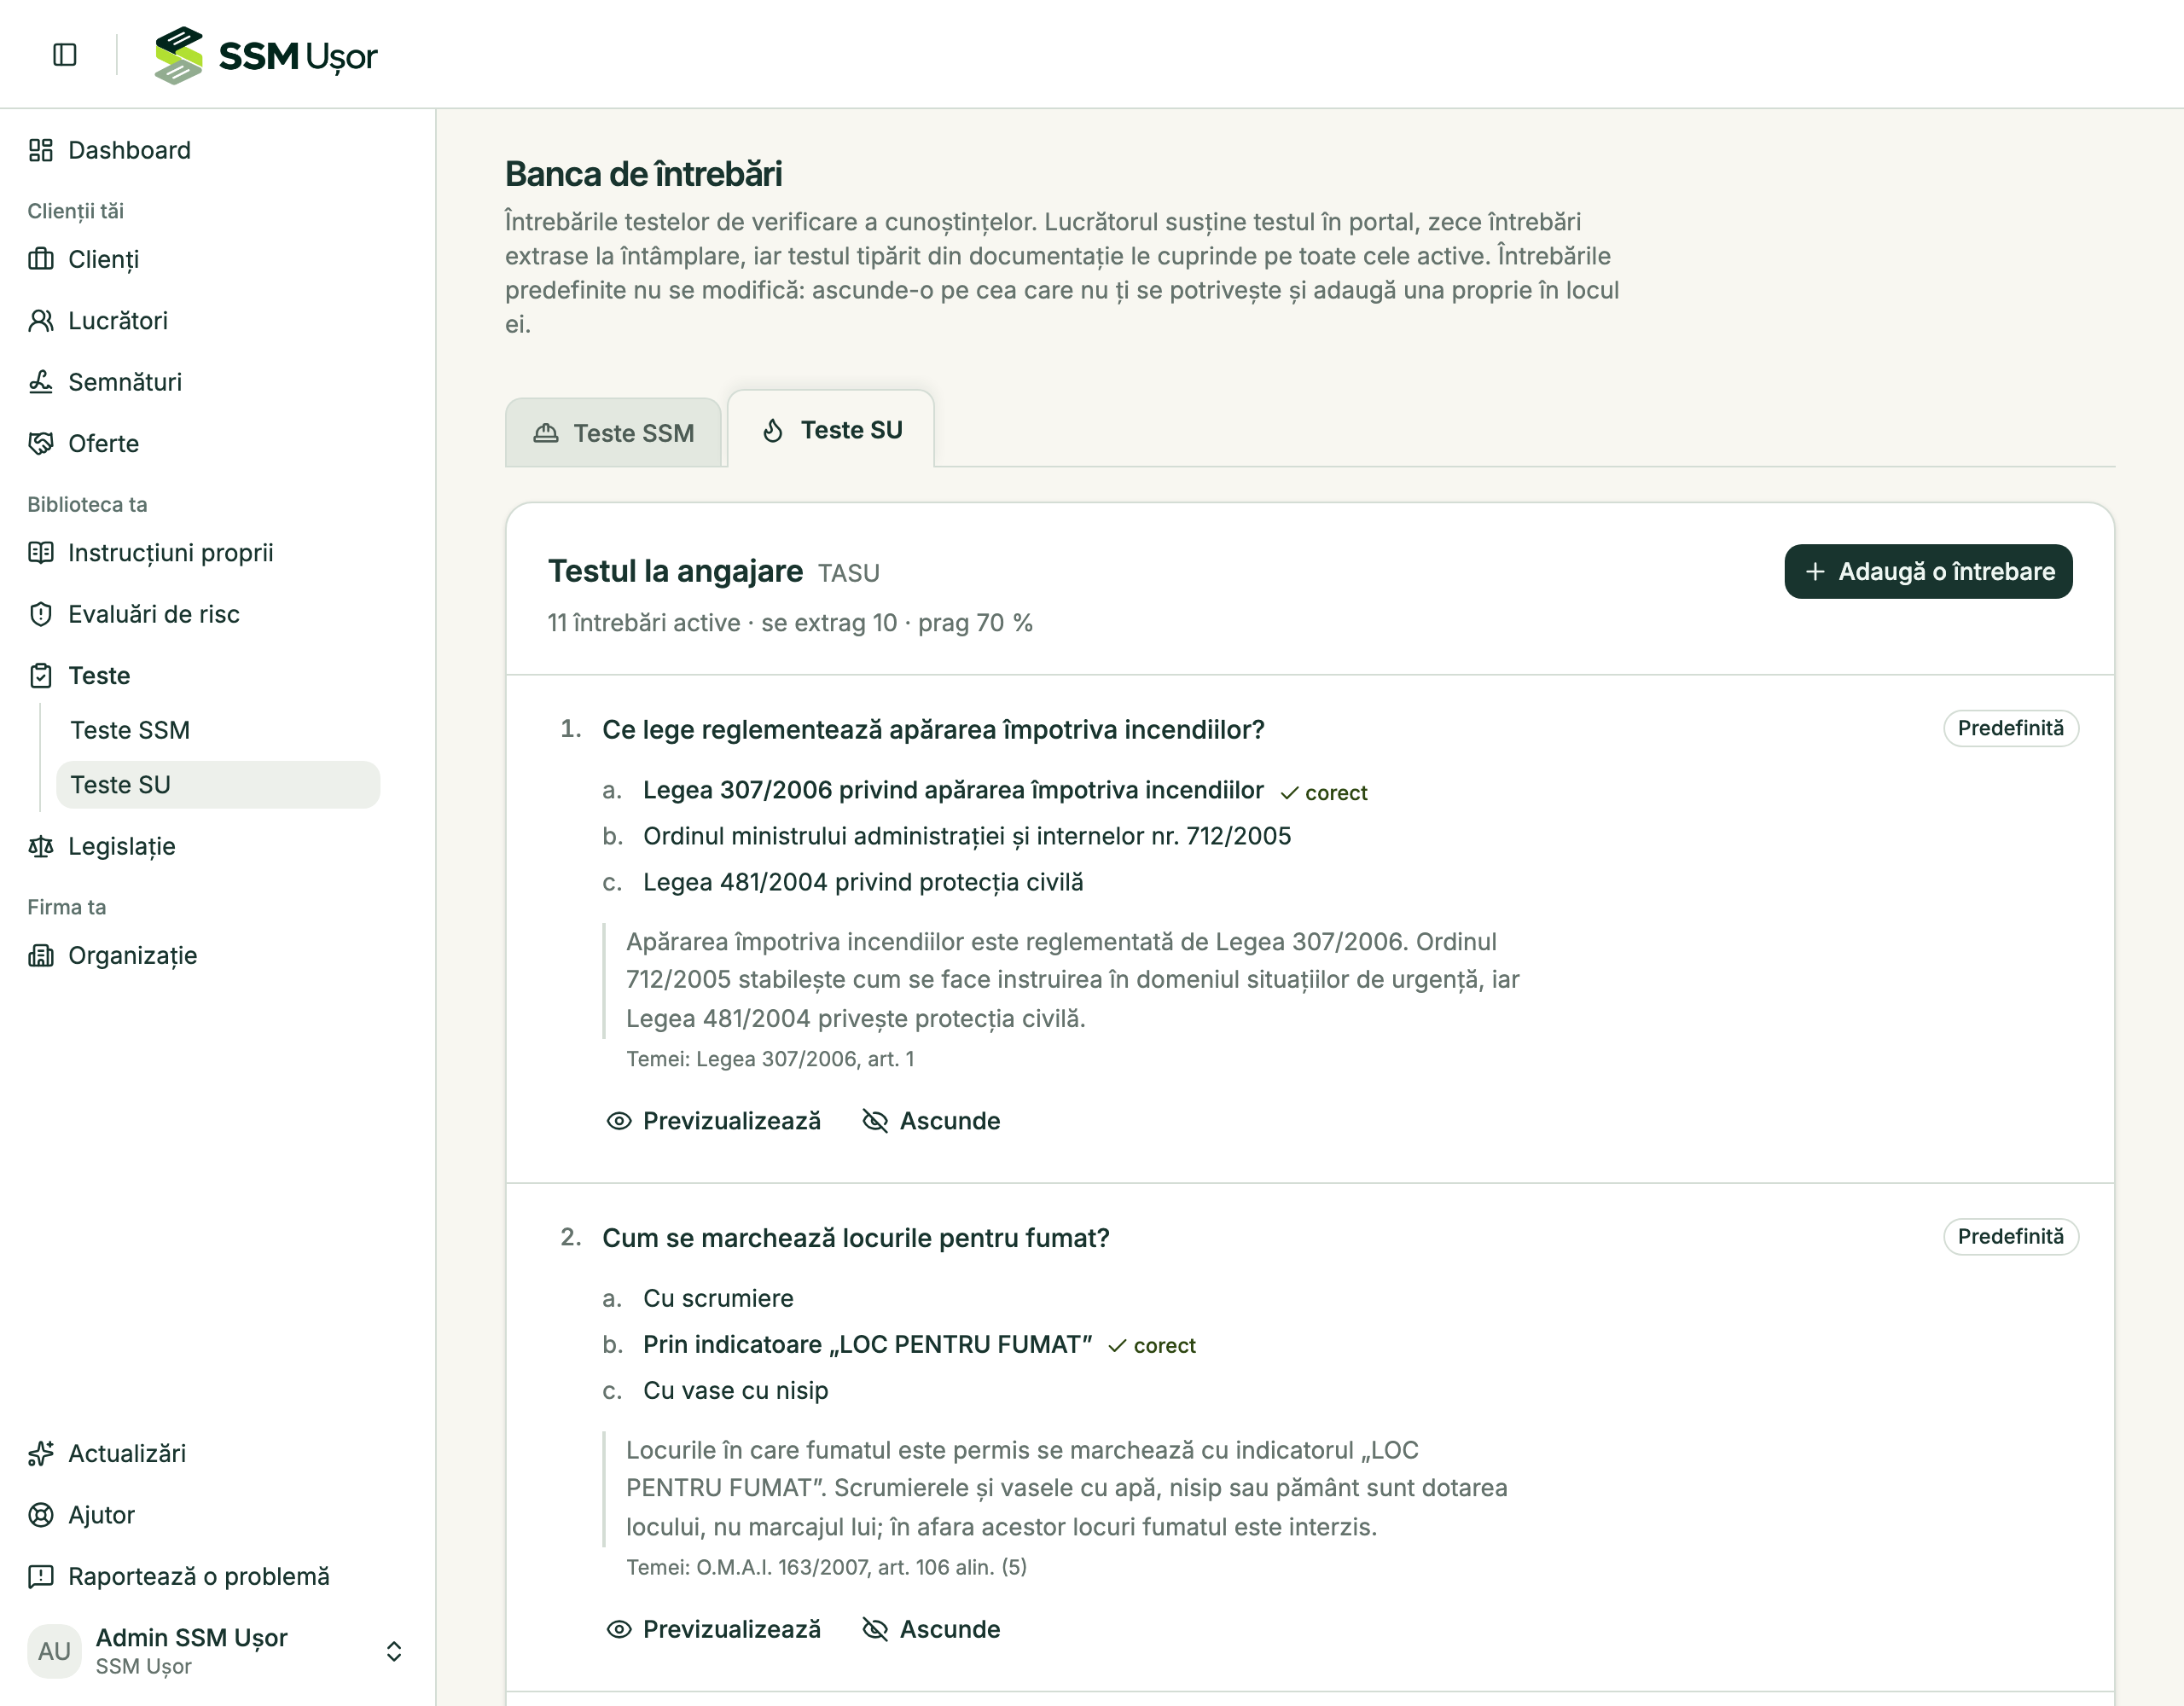 SSM Ușor
Dashboard
Clienții tăi
Clienți
Lucrători
Semnături
Oferte
Biblioteca ta
Instrucțiuni proprii
Evaluări de risc
Teste
Teste SSM
Teste SU
Legislație
Firma ta
Organizație
Actualizări
Ajutor
Raportează o problemă
AU
Admin SSM Ușor
SSM Ușor
Banca de întrebări
Întrebările testelor de verificare a cunoștințelor. Lucrătorul susține testul în portal, zece întrebări
extrase la întâmplare, iar testul tipărit din documentație le cuprinde pe toate cele active. Întrebările
predefinite nu se modifică: ascunde-o pe cea care nu ți se potrivește și adaugă una proprie în locul
ei.
Teste SSM
Teste SU
Testul la angajare TASU
+ Adaugă o întrebare
11 întrebări active · se extrag 10 · prag 70 %
1. Ce lege reglementează apărarea împotriva incendiilor?
Predefinită
a. Legea 307/2006 privind apărarea împotriva incendiilor ✓ corect
b. Ordinul ministrului administrației și internelor nr. 712/2005
c. Legea 481/2004 privind protecția civilă
Apărarea împotriva incendiilor este reglementată de Legea 307/2006. Ordinul
712/2005 stabilește cum se face instruirea în domeniul situațiilor de urgență, iar
Legea 481/2004 privește protecția civilă.
Temei: Legea 307/2006, art. 1
Previzualizează
Ascunde
2. Cum se marchează locurile pentru fumat?
Predefinită
a. Cu scrumiere
b. Prin indicatoare „LOC PENTRU FUMAT” ✓ corect
c. Cu vase cu nisip
Locurile în care fumatul este permis se marchează cu indicatorul „LOC
PENTRU FUMAT”. Scrumierele și vasele cu apă, nisip sau pământ sunt dotarea
locului, nu marcajul lui; în afara acestor locuri fumatul este interzis.
Temei: O.M.A.I. 163/2007, art. 106 alin. (5)
Previzualizează
Ascunde